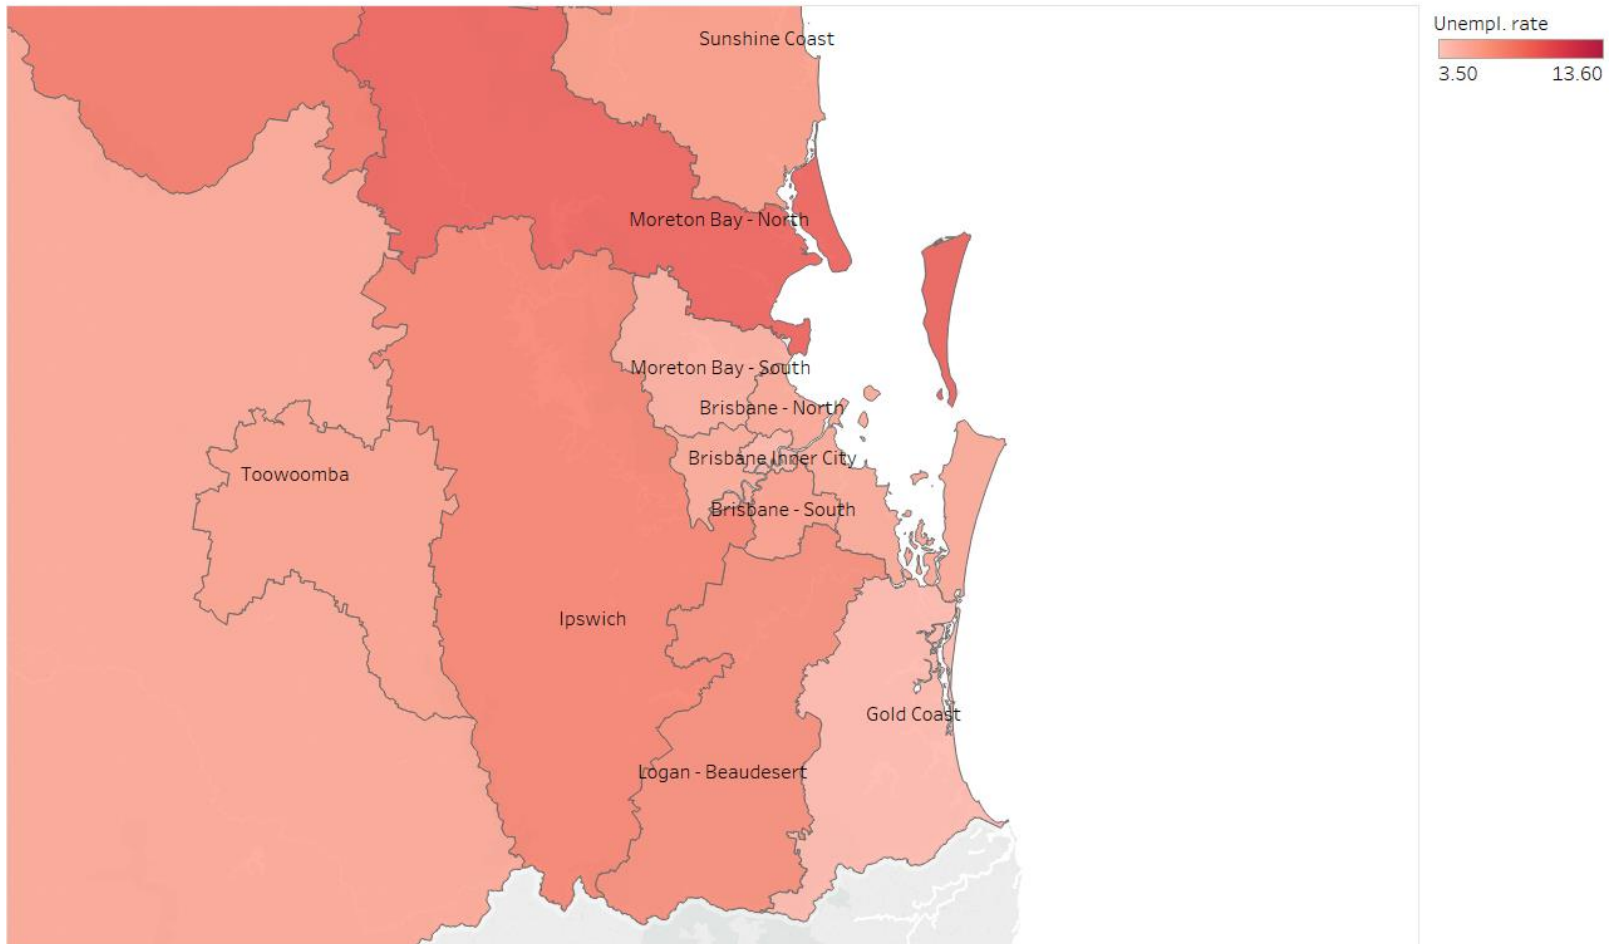 Unempl. rate
3.50 13.60
Sunshine Coast
Moreton Bay - North
Moreton Bay - South
Brisbane - North
Brisbane Inner City
Toowoomba
Brisbane - South
Ipswich
Gold Coast
Logan - Beaudesert